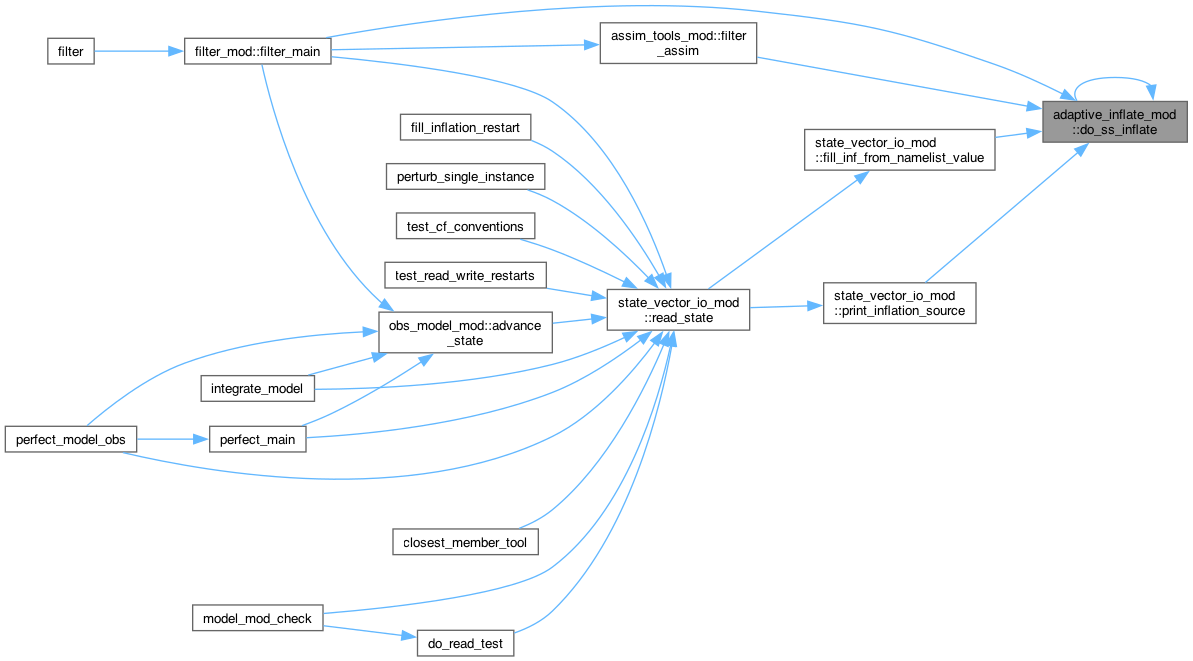 filter
filter_mod::filter_main
assim_tools_mod::filter
_assim
adaptive_inflate_mod
::do_ss_inflate
fill_inflation_restart
state_vector_io_mod
::fill_inf_from_namelist_value
perturb_single_instance
test_cf_conventions
test_read_write_restarts
state_vector_io_mod
::read_state
state_vector_io_mod
::print_inflation_source
obs_model_mod::advance
_state
integrate_model
perfect_model_obs
perfect_main
closest_member_tool
model_mod_check
do_read_test